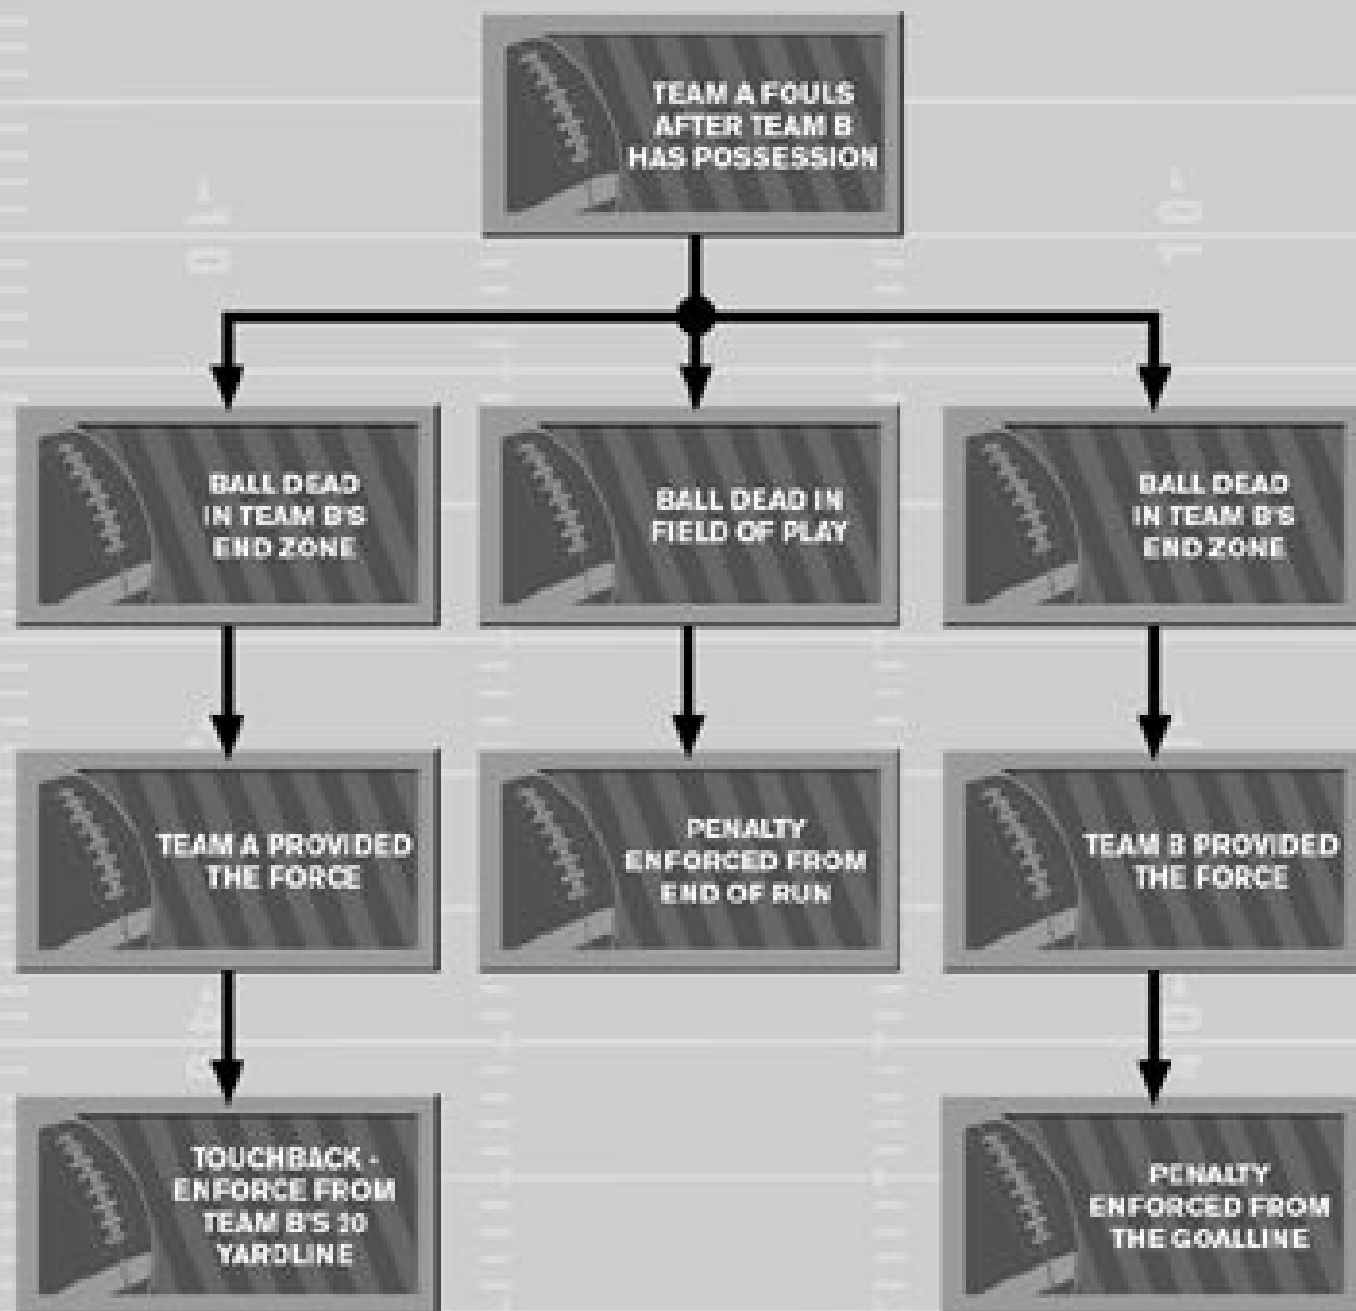 TEAM A FOULS
AFTER TEAM B
HAS POSSESSION
BALL DEAD
IN TEAM B'S
END ZONE
BALL DEAD IN
FIELD OF PLAY
BALL DEAD
IN TEAM B'S
END ZONE
TEAM A PROVIDED
THE FORCE
PENALTY
ENFORCED FROM
END OF RUN
TEAM B PROVIDED
THE FORCE
TOUCHBACK -
ENFORCE FROM
TEAM B'S 20
YARDLINE
PENALTY
ENFORCED FROM
THE GOALLINE